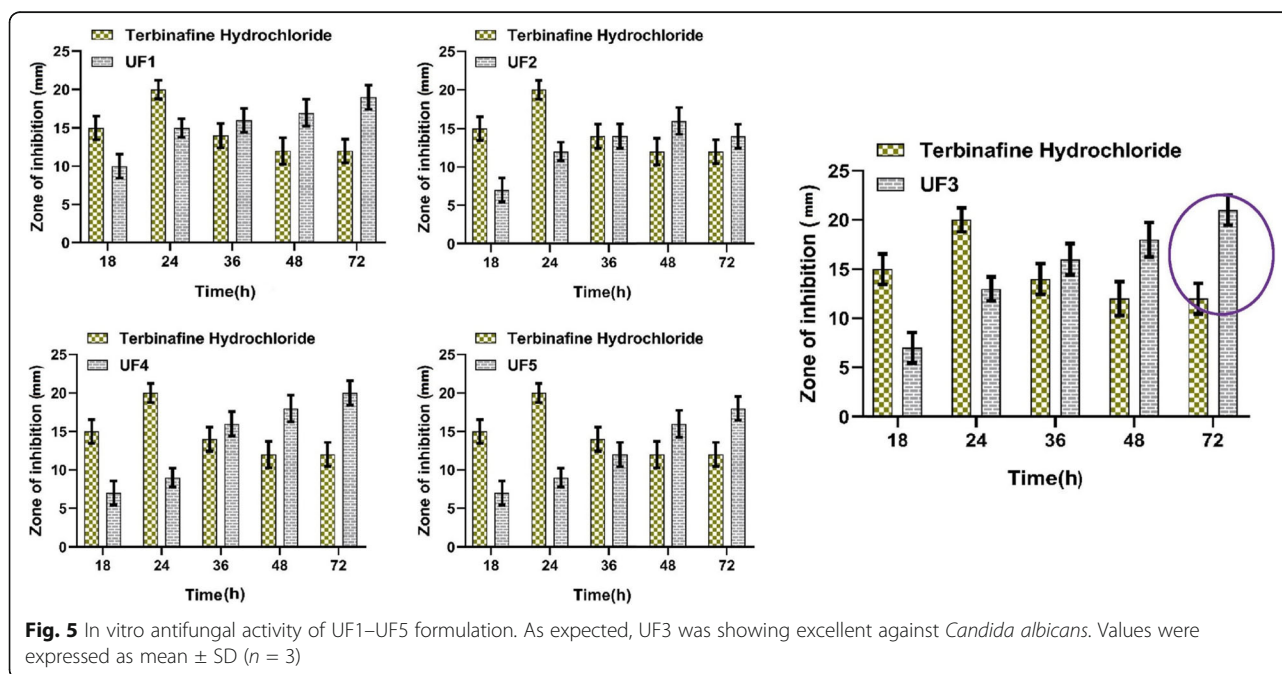 Terbinafine Hydrochloride
UF1
Zone of inhibition (mm)
25
20
15
10
5
0
18 24 36 48 72
Time(h)
Terbinafine Hydrochloride
UF2
Zone of inhibition (mm)
25
20
15
10
5
0
18 24 36 48 72
Time(h)
Terbinafine Hydrochloride
UF3
Zone of inhibition ( mm)
25
20
15
10
5
0
18 24 36 48 72
Time(h)
Terbinafine Hydrochloride
UF4
Zone of inhibition (mm)
25
20
15
10
5
0
18 24 36 48 72
Time(h)
Terbinafine Hydrochloride
UF5
Zone of inhibition (mm)
25
20
15
10
5
0
18 24 36 48 72
Time(h)
Fig. 5 In vitro antifungal activity of UF1–UF5 formulation. As expected, UF3 was showing excellent against Candida albicans. Values were
expressed as mean ± SD (n = 3)